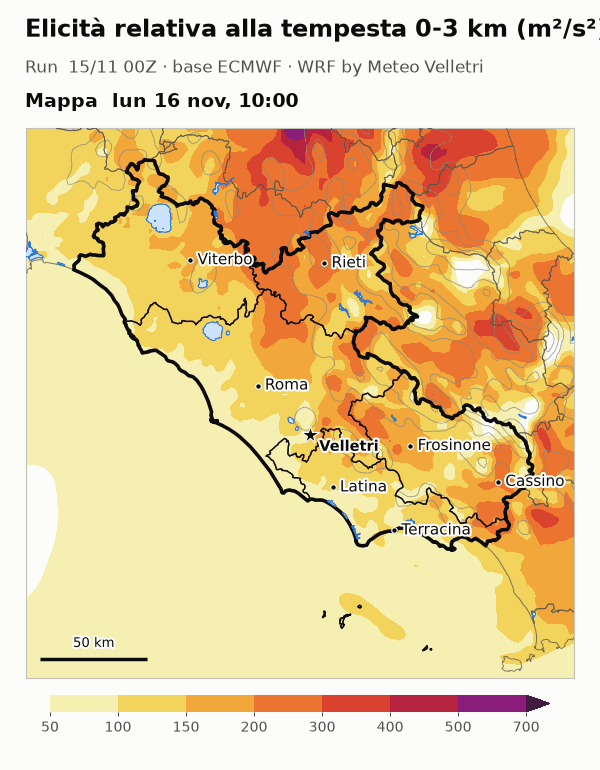 Elicità relativa alla tempesta 0-3 km (m²/s²)
Run 15/11 00Z · base ECMWF · WRF by Meteo Velletri
Mappa lun 16 nov, 10:00
Viterbo
Rieti
Roma
Velletri
Frosinone
Cassino
Latina
Terracina
50 km
50 100 150 200 300 400 500 700